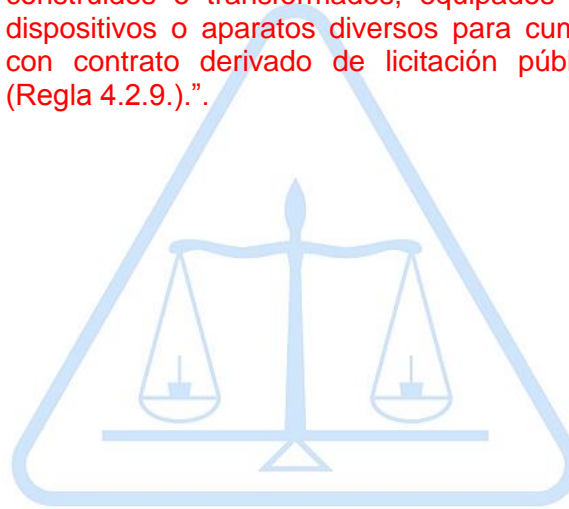 construidos o transformados, equipados
dispositivos o aparatos diversos para cum
con contrato derivado de licitación públ
(Regla 4.2.9.).”.